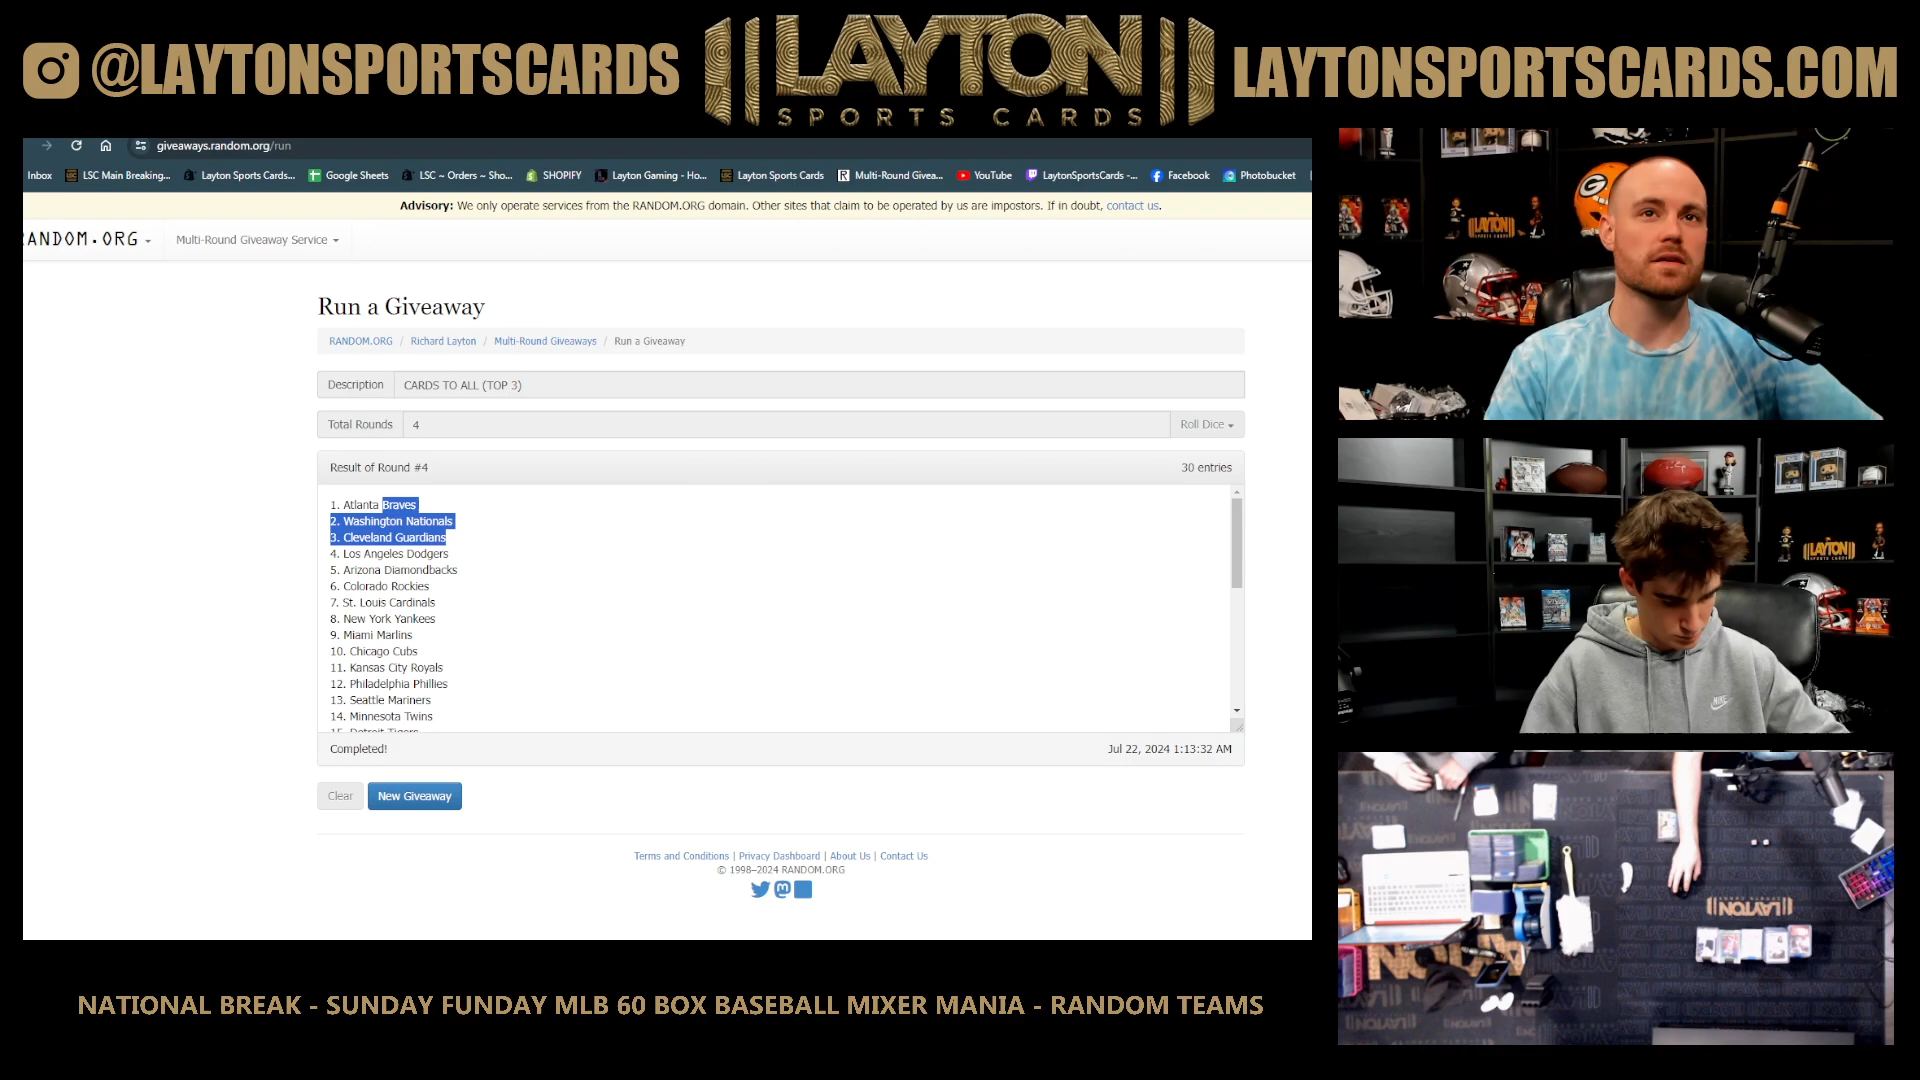 @LAYTONSPORTSCARDS
LAYTON
SPORTS CARDS
LAYTONSPORTSCARDS.COM
giveaways.random.org/run
Inbox
LSC Main Breaking...
Layton Sports Cards...
Google Sheets
LSC ~ Orders ~ Sho...
SHOPIFY
Layton Gaming - Ho...
Layton Sports Cards
Multi-Round Givea...
YouTube
LaytonSportsCards -...
Facebook
Photobucket
Advisory: We only operate services from the RANDOM.ORG domain. Other sites that claim to be operated by us are impostors. If in doubt, contact us.
RANDOM.ORG
Multi-Round Giveaway Service
Run a Giveaway
RANDOM.ORG / Richard Layton / Multi-Round Giveaways / Run a Giveaway
Description CARDS TO ALL (TOP 3)
Total Rounds 4 Roll Dice
Result of Round #4 30 entries
1. Atlanta Braves
2. Washington Nationals
3. Cleveland Guardians
4. Los Angeles Dodgers
5. Arizona Diamondbacks
6. Colorado Rockies
7. St. Louis Cardinals
8. New York Yankees
9. Miami Marlins
10. Chicago Cubs
11. Kansas City Royals
12. Philadelphia Phillies
13. Seattle Mariners
14. Minnesota Twins
15. Detroit Tigers
Completed! Jul 22, 2024 1:13:32 AM
Clear New Giveaway
Terms and Conditions | Privacy Dashboard | About Us | Contact Us
© 1998–2024 RANDOM.ORG
LAYTON
LAYTON
NIKE
LAYTON
LAYTON
NATIONAL BREAK - SUNDAY FUNDAY MLB 60 BOX BASEBALL MIXER MANIA - RANDOM TEAMS